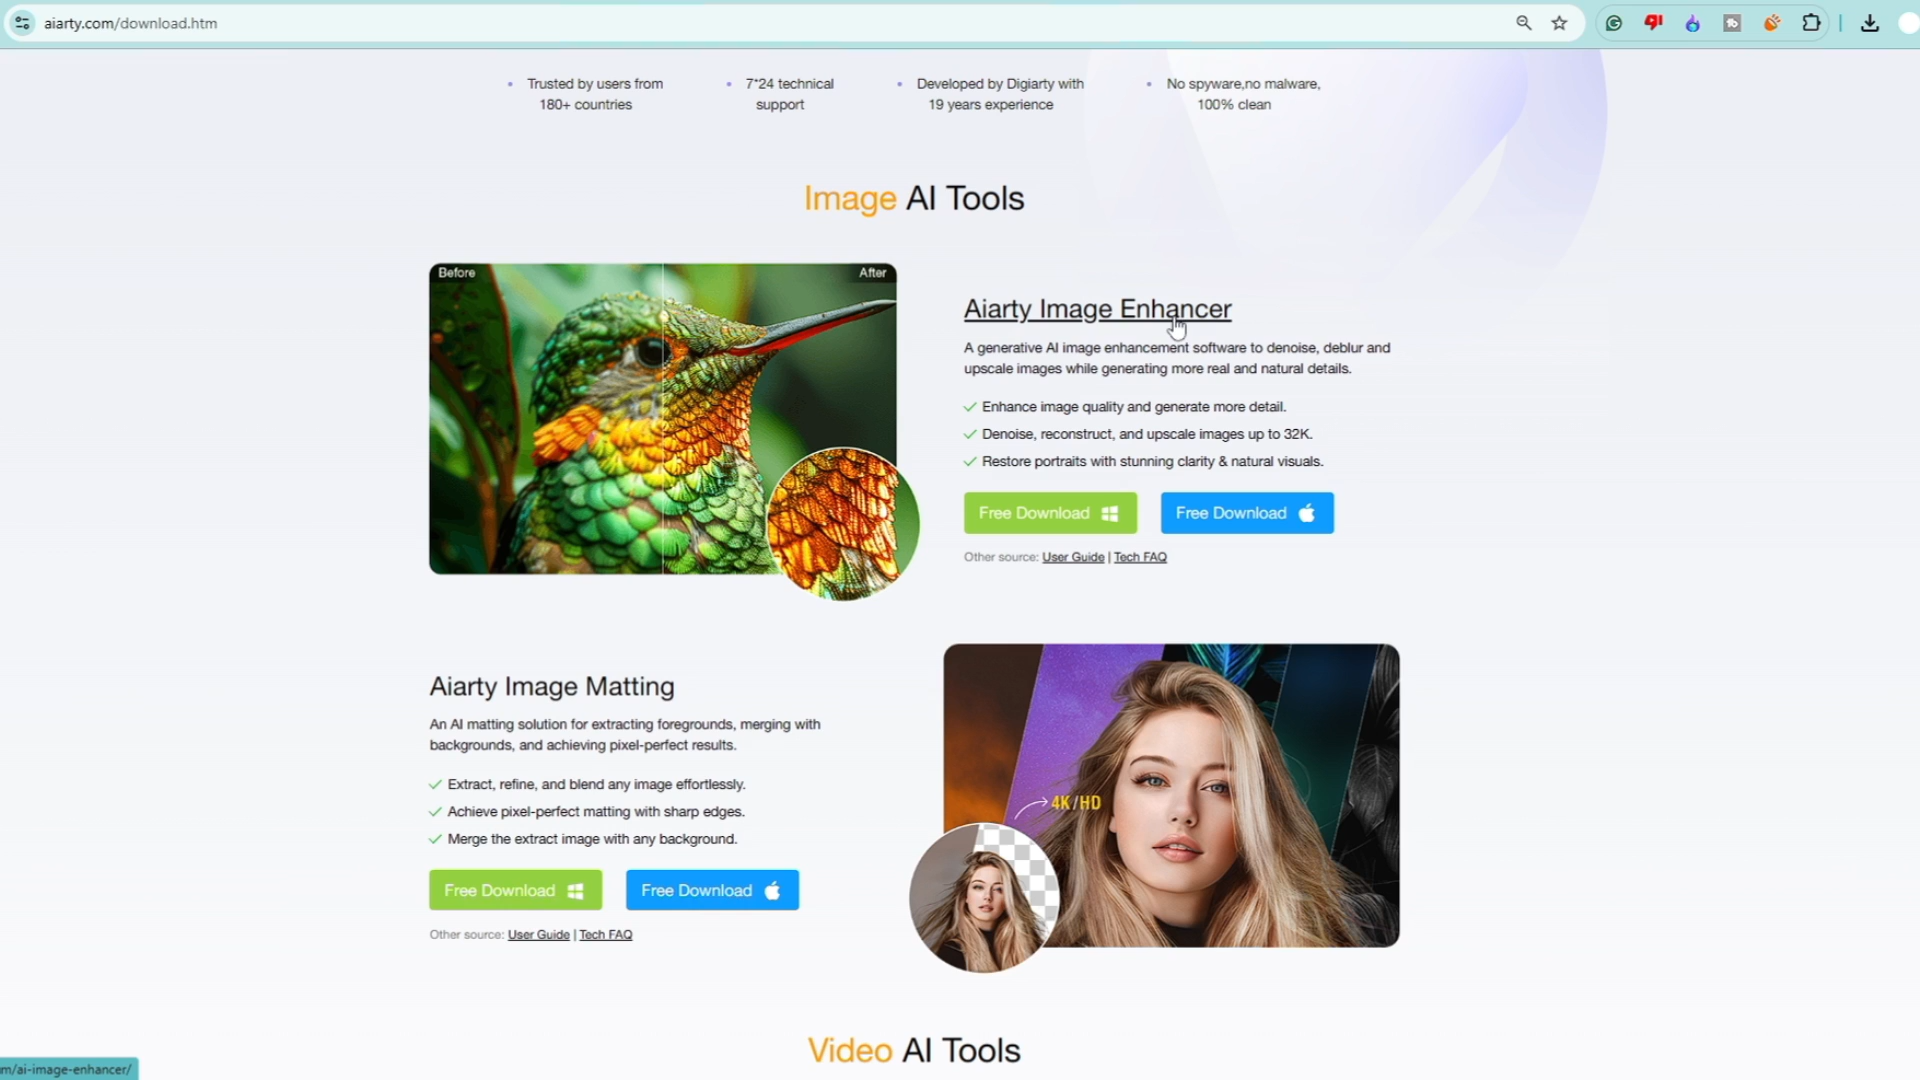 aiarty.com/download.htm
Trusted by users from
180+ countries
7*24 technical
support
Developed by Digiarty with
19 years experience
No spyware,no malware,
100% clean
Image AI Tools
Before
After
Aiarty Image Enhancer
A generative AI image enhancement software to denoise, deblur and
upscale images while generating more real and natural details.
Enhance image quality and generate more detail.
Denoise, reconstruct, and upscale images up to 32K.
Restore portraits with stunning clarity & natural visuals.
Free Download
Free Download
Other source: User Guide | Tech FAQ
Aiarty Image Matting
An AI matting solution for extracting foregrounds, merging with
backgrounds, and achieving pixel-perfect results.
Extract, refine, and blend any image effortlessly.
Achieve pixel-perfect matting with sharp edges.
Merge the extract image with any background.
Free Download
Free Download
Other source: User Guide | Tech FAQ
4K/HD
Video AI Tools
m/ai-image-enhancer/